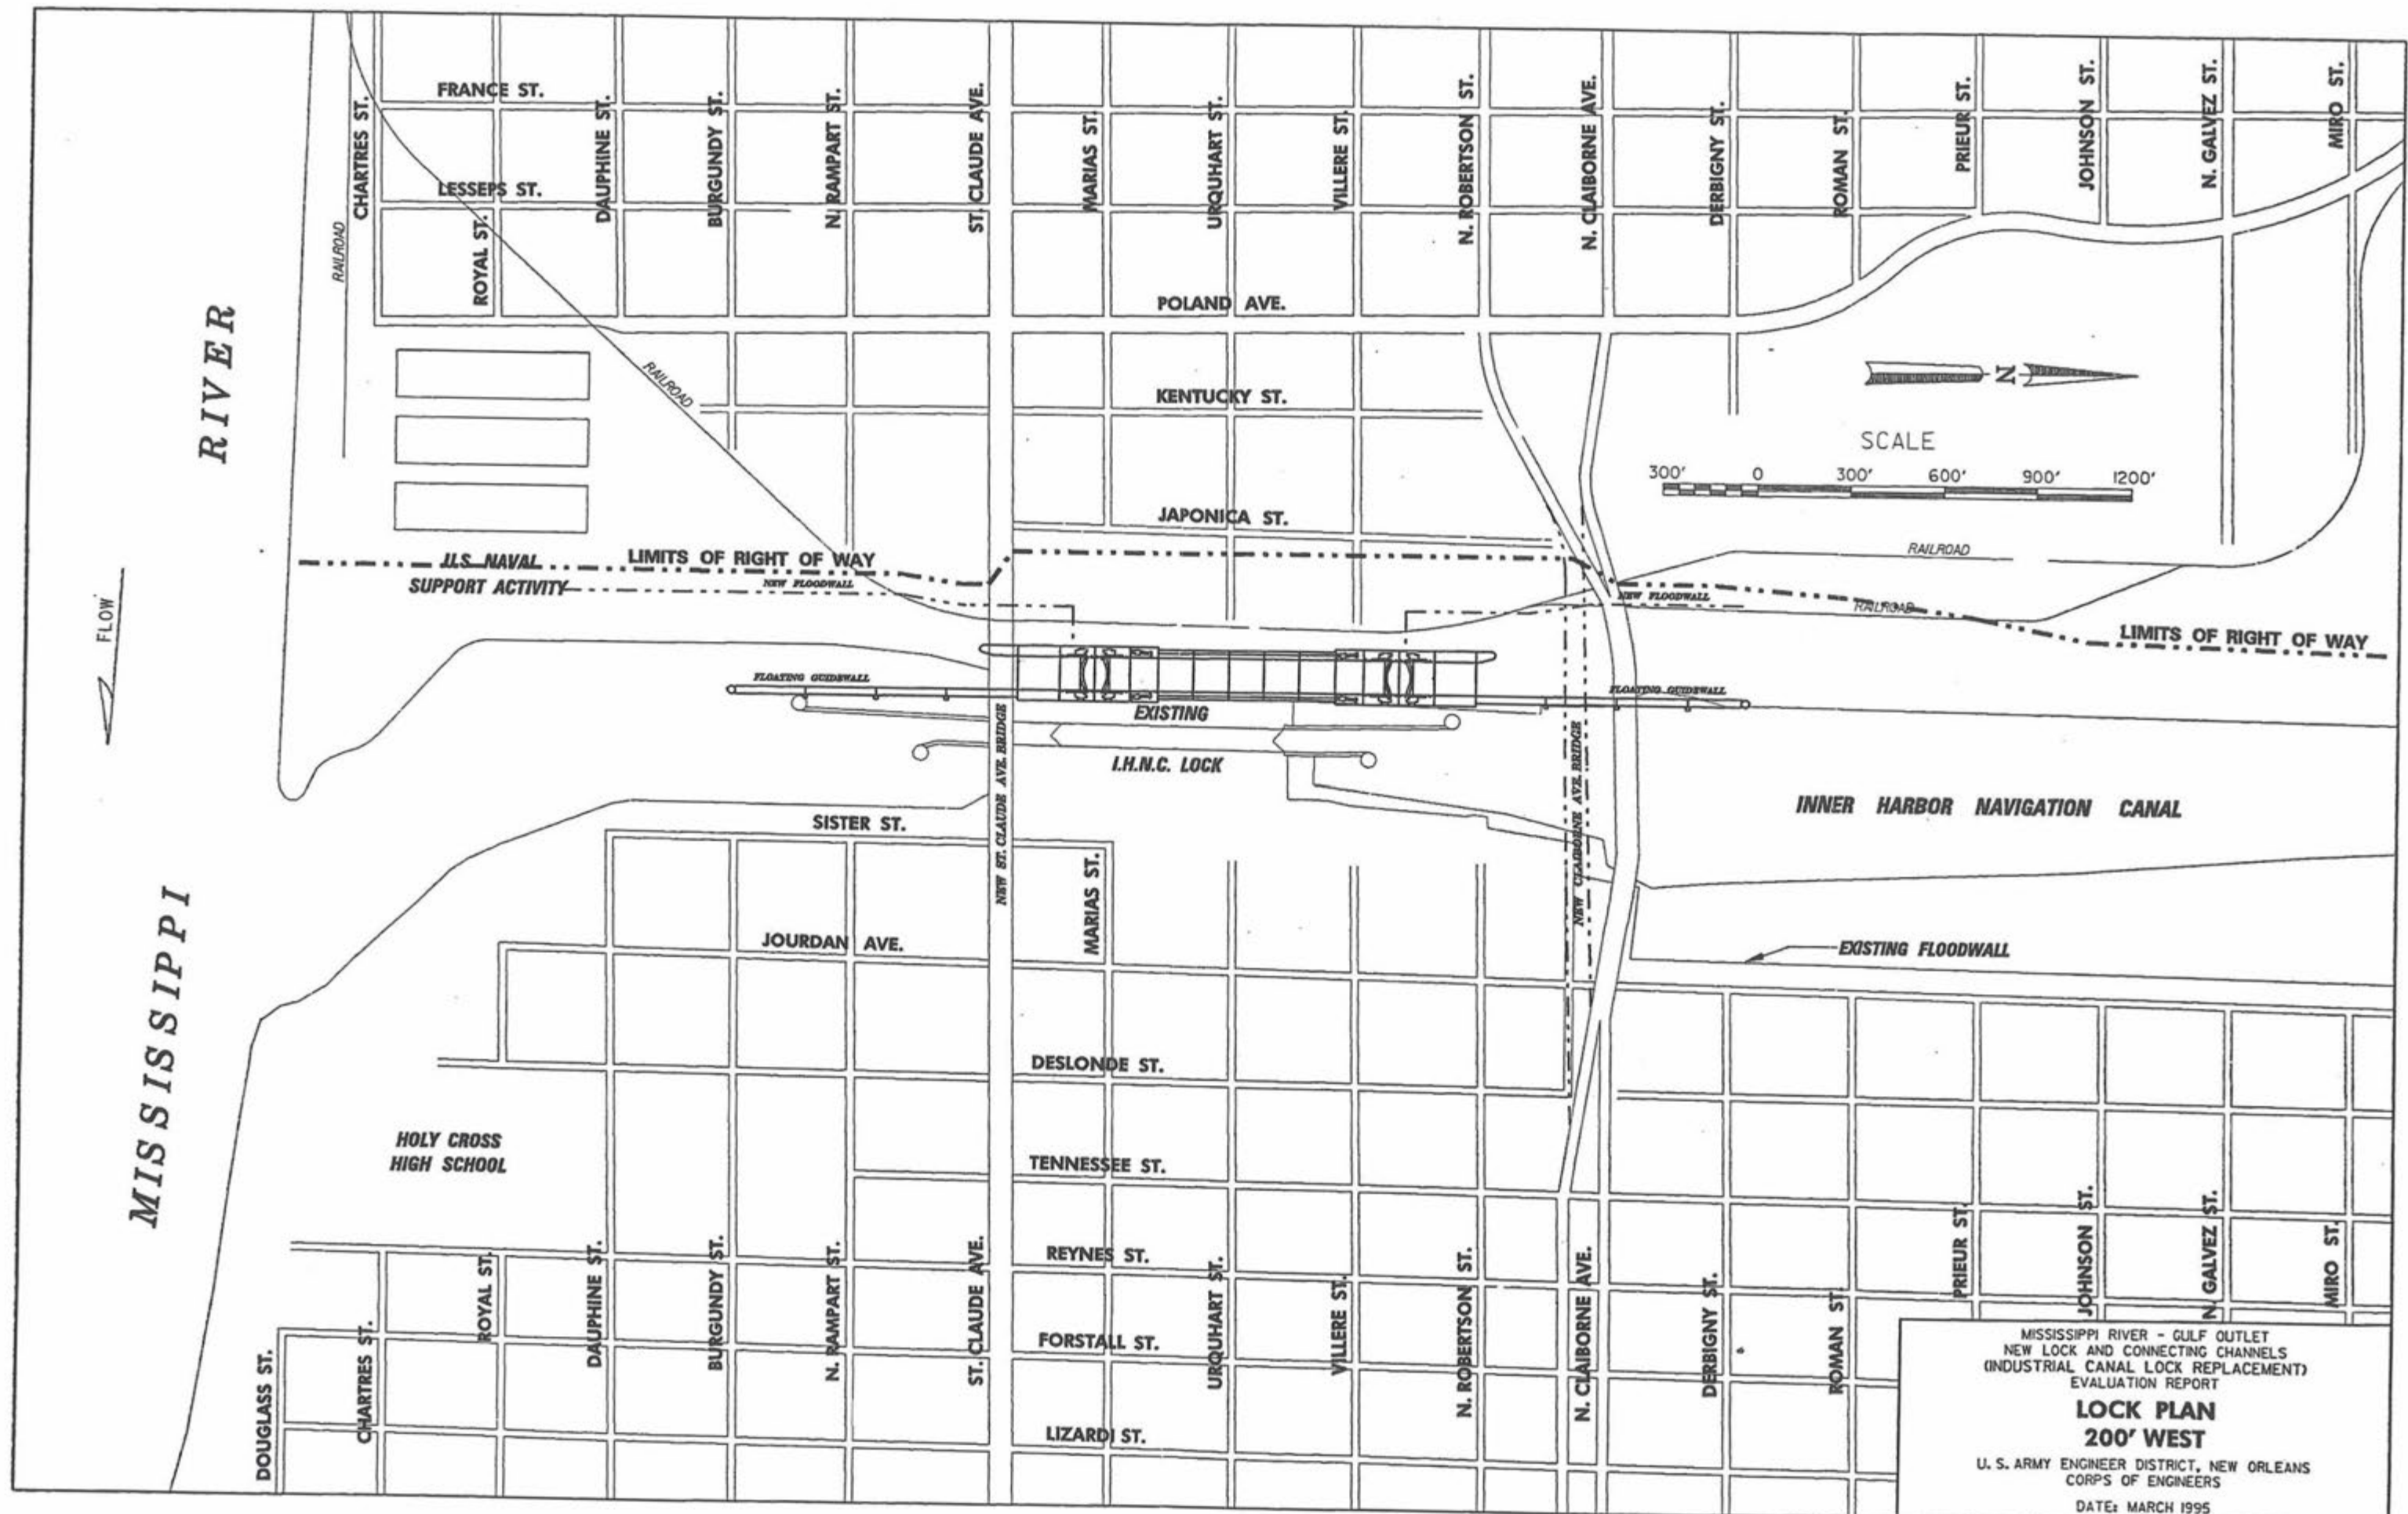 FRANCE ST.
LESSEPS ST.
CHARTRES ST.
ROYAL ST.
DAUPHINE ST.
BURGUNDY ST.
N. RAMPART ST.
ST. CLAUDE AVE.
MARIAS ST.
URQUHART ST.
VILLERE ST.
N. ROBERTSON ST.
N. CLAIBORNE AVE.
DERBIGNY ST.
ROMAN ST.
PRIEUR ST.
JOHNSON ST.
N. GALVEZ ST.
MIRO ST.
RAILROAD
RIVER
POLAND AVE.
RAILROAD
KENTUCKY ST.
JAPONICA ST.
N
SCALE
300' 0 300' 600' 900' 1200'
RAILROAD
U.S. NAVAL
SUPPORT ACTIVITY
LIMITS OF RIGHT OF WAY
NEW FLOODWALL
NEW FLOODWALL
RAILROAD
LIMITS OF RIGHT OF WAY
FLOW
FLOATING GUIDEWALL
FLOATING GUIDEWALL
EXISTING
I.H.N.C. LOCK
NEW ST. CLAUDE AVE. BRIDGE
NEW CLAIBORNE AVE. BRIDGE
INNER HARBOR NAVIGATION CANAL
SISTER ST.
MARIAS ST.
JOURDAN AVE.
EXISTING FLOODWALL
MISSISSIPPI
DESLONDE ST.
HOLY CROSS
HIGH SCHOOL
TENNESSEE ST.
REYNES ST.
FORSTALL ST.
LIZARDI ST.
DOUGLASS ST.
CHARTRES ST.
ROYAL ST.
DAUPHINE ST.
BURGUNDY ST.
N. RAMPART ST.
ST. CLAUDE AVE.
URQUHART ST.
VILLERE ST.
N. ROBERTSON ST.
N. CLAIBORNE AVE.
DERBIGNY ST.
ROMAN ST.
PRIEUR ST.
JOHNSON ST.
N. GALVEZ ST.
MIRO ST.
MISSISSIPPI RIVER - GULF OUTLET
NEW LOCK AND CONNECTING CHANNELS
(INDUSTRIAL CANAL LOCK REPLACEMENT)
EVALUATION REPORT
LOCK PLAN
200' WEST
U. S. ARMY ENGINEER DISTRICT, NEW ORLEANS
CORPS OF ENGINEERS
DATE: MARCH 1995